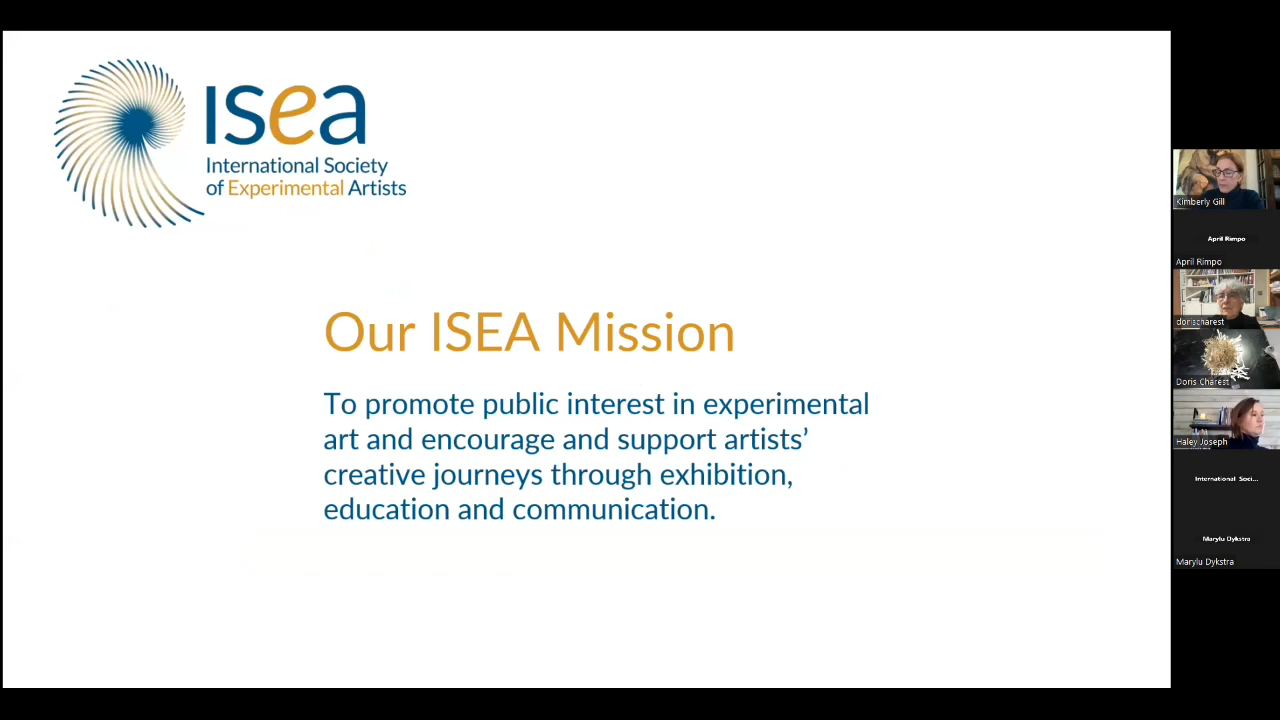 ISea
International Society
of Experimental Artists
Our ISEA Mission
To promote public interest in experimental
art and encourage and support artists’
creative journeys through exhibition,
education and communication.
Kimberly Gill
April Rimpo
April Rimpo
dorischarest
Doris Charest
Haley Joseph
International Soci...
Marylu Dykstra
Marylu Dykstra